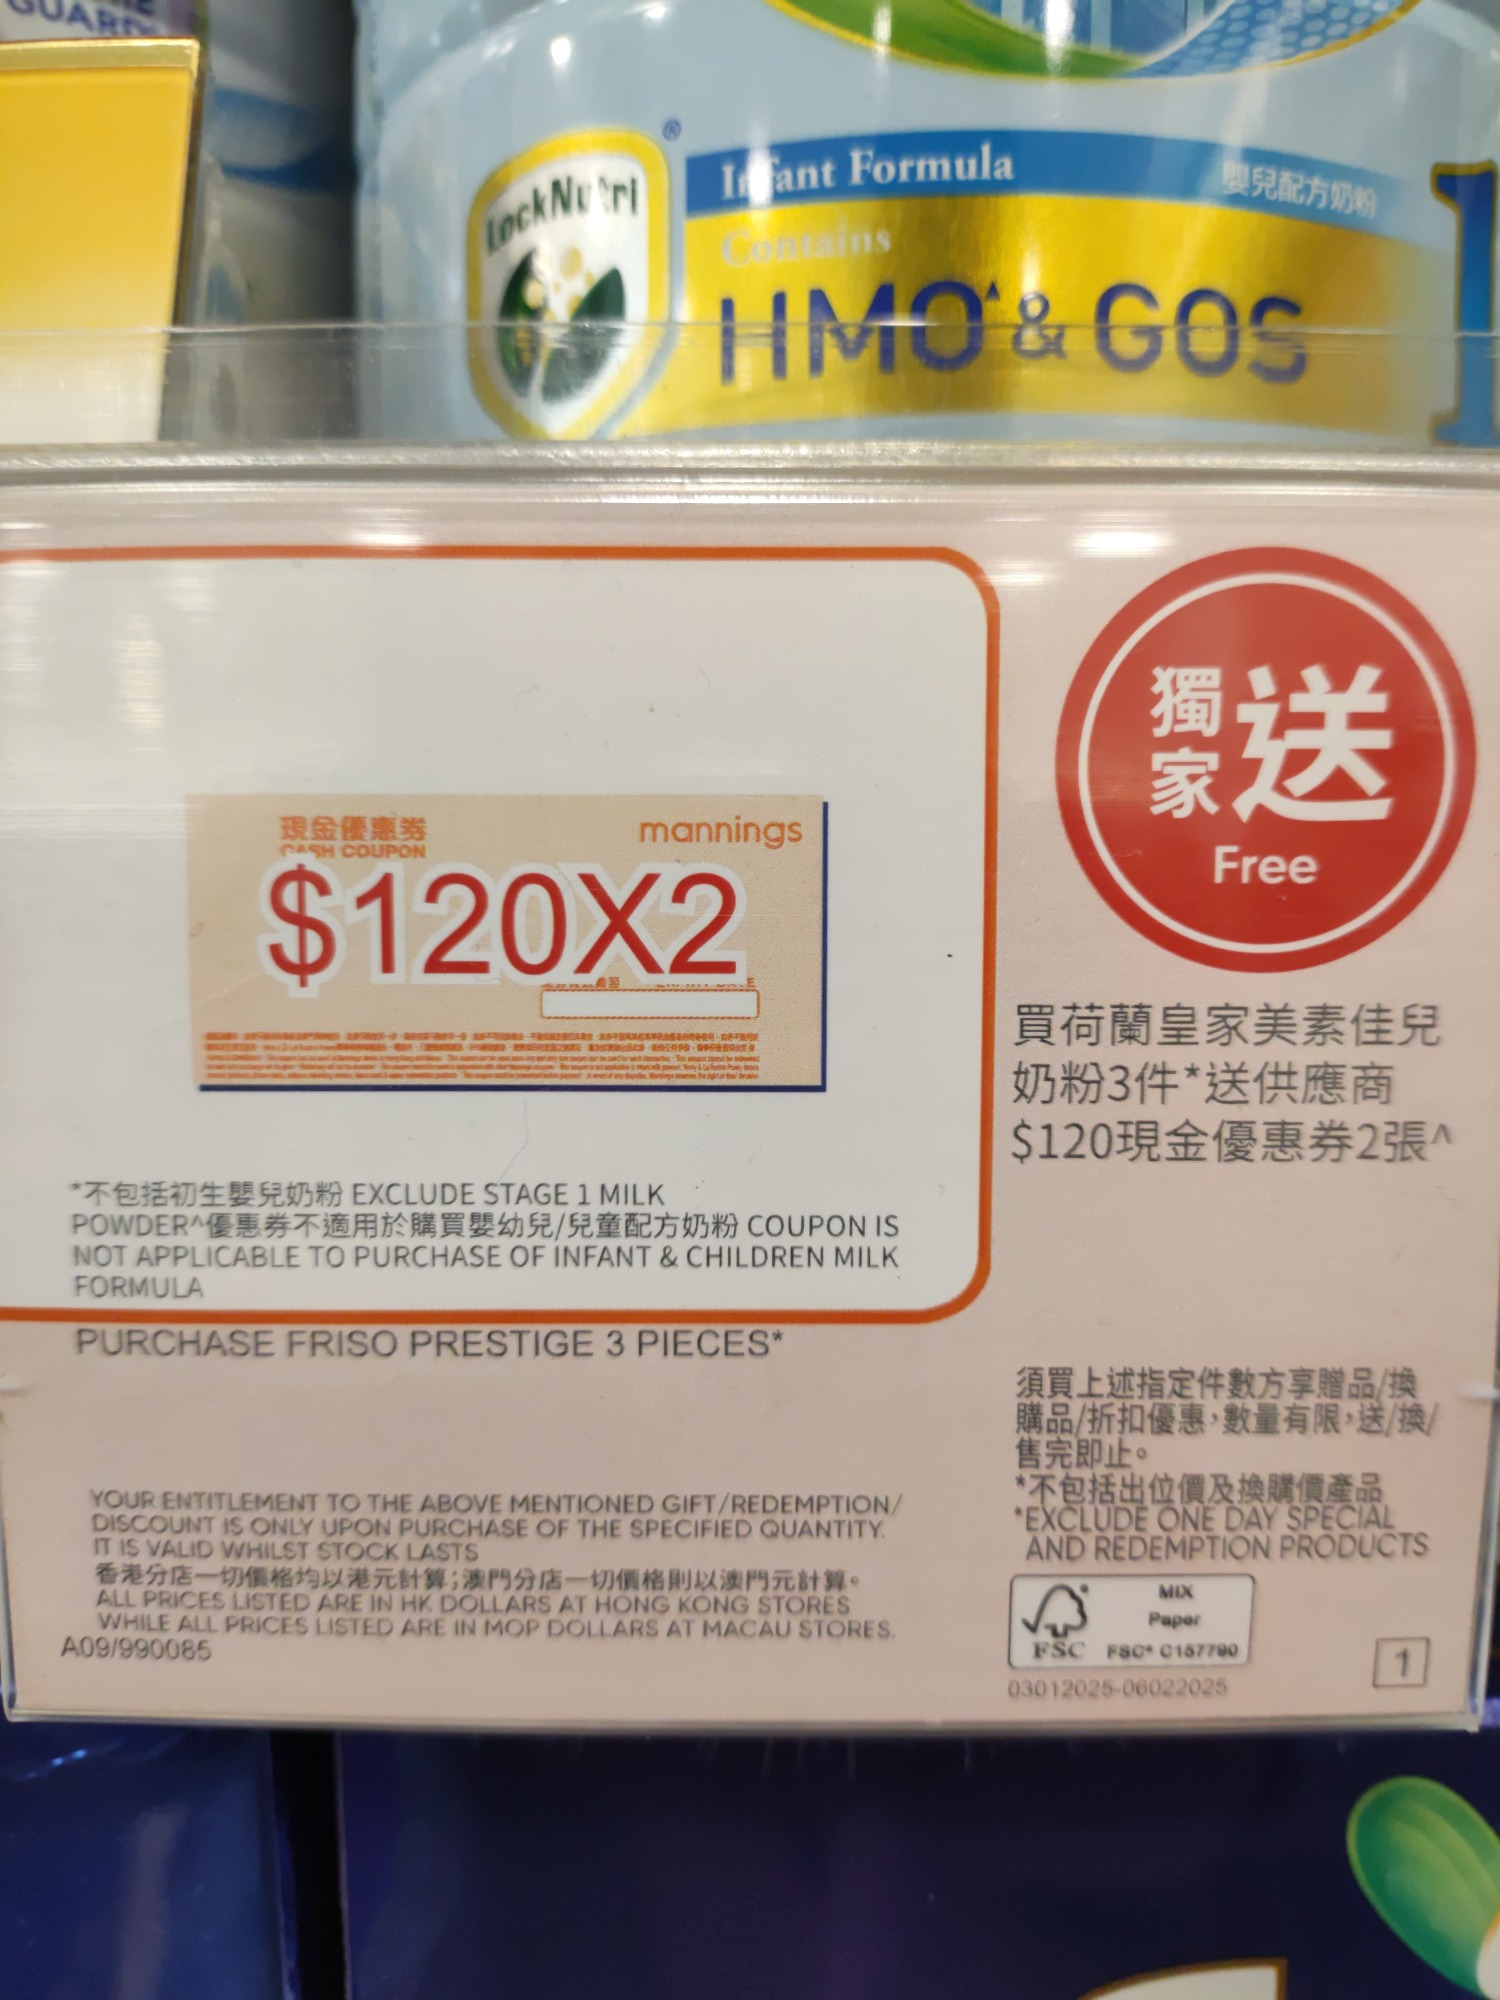 GUARD
LockNutri
®
Infant Formula
嬰兒配方奶粉
Contains
HMO^ & GOS
1
現金優惠券
CASH COUPON
mannings
$120X2
獨家送
Free
買荷蘭皇家美素佳兒
奶粉3件*送供應商
$120現金優惠券2張^
*不包括初生嬰兒奶粉 EXCLUDE STAGE 1 MILK
POWDER^優惠券不適用於購買嬰幼兒/兒童配方奶粉 COUPON IS
NOT APPLICABLE TO PURCHASE OF INFANT & CHILDREN MILK
FORMULA
PURCHASE FRISO PRESTIGE 3 PIECES*
須買上述指定件數方享贈品/換
購品/折扣優惠，數量有限，送/換/
售完即止。
*不包括出位價及換購價產品
*EXCLUDE ONE DAY SPECIAL
AND REDEMPTION PRODUCTS
YOUR ENTITLEMENT TO THE ABOVE MENTIONED GIFT/REDEMPTION/
DISCOUNT IS ONLY UPON PURCHASE OF THE SPECIFIED QUANTITY.
IT IS VALID WHILST STOCK LASTS
香港分店一切價格均以港元計算；澳門分店一切價格則以澳門元計算。
ALL PRICES LISTED ARE IN HK DOLLARS AT HONG KONG STORES
WHILE ALL PRICES LISTED ARE IN MOP DOLLARS AT MACAU STORES.
A09/990085
FSC
MIX
Paper
FSC® C157790
03012025-06022025
1